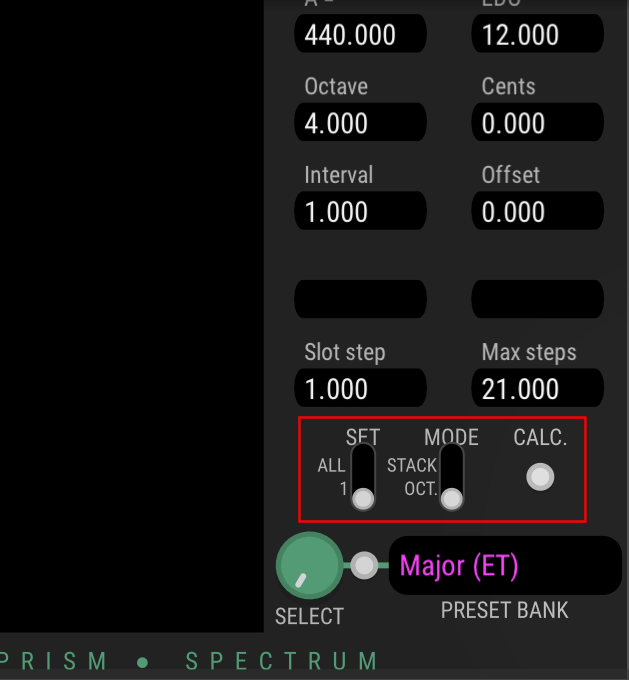 A = EDO
440.000 12.000
Octave Cents
4.000 0.000
Interval Offset
1.000 0.000
Slot step Max steps
1.000 21.000
SET MODE CALC.
ALL STACK
1 OCT.
Major (ET)
SELECT PRESET BANK
PRISM • SPECTRUM